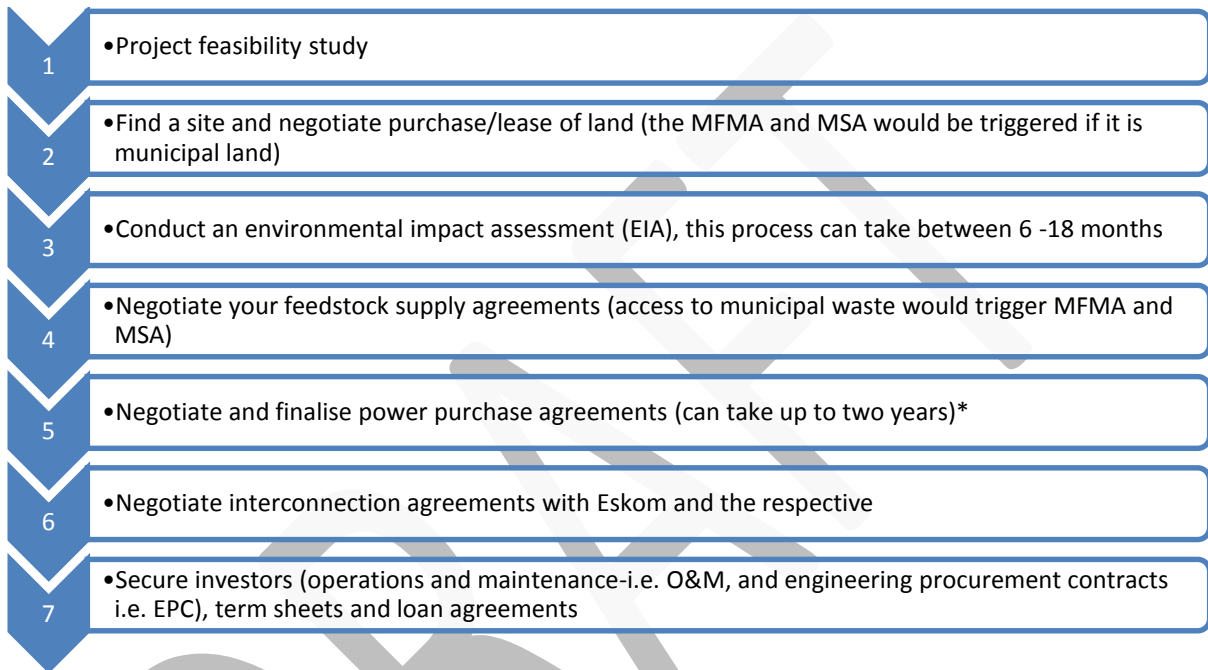 1
•Project feasibility study
2
•Find a site and negotiate purchase/lease of land (the MFMA and MSA would be triggered if it is
municipal land)
3
•Conduct an environmental impact assessment (EIA), this process can take between 6 -18 months
4
•Negotiate your feedstock supply agreements (access to municipal waste would trigger MFMA and
MSA)
5
•Negotiate and finalise power purchase agreements (can take up to two years)*
6
•Negotiate interconnection agreements with Eskom and the respective
7
•Secure investors (operations and maintenance-i.e. O&M, and engineering procurement contracts
i.e. EPC), term sheets and loan agreements
DRAFT